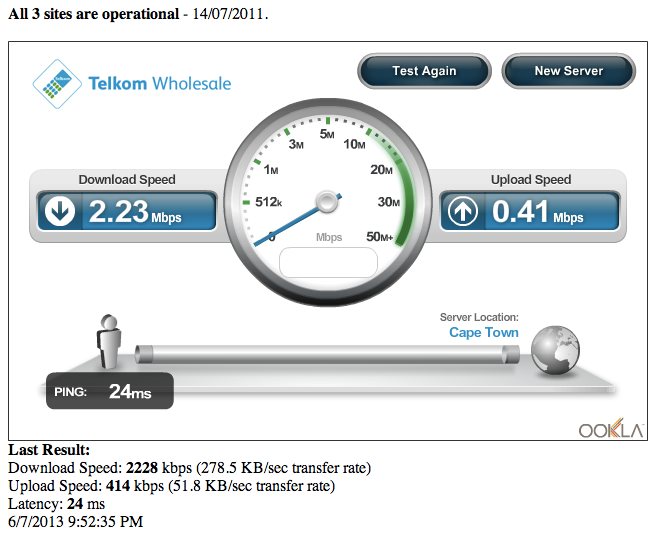 All 3 sites are operational - 14/07/2011.
Telkom Wholesale
Test Again
New Server
Download Speed
2.23 Mbps
Upload Speed
0.41 Mbps
0
512k
1M
3M
5M
10M
20M
30M
50M+
Mbps
Server Location:
Cape Town
PING: 24ms
OOKLA
Last Result:
Download Speed: 2228 kbps (278.5 KB/sec transfer rate)
Upload Speed: 414 kbps (51.8 KB/sec transfer rate)
Latency: 24 ms
6/7/2013 9:52:35 PM